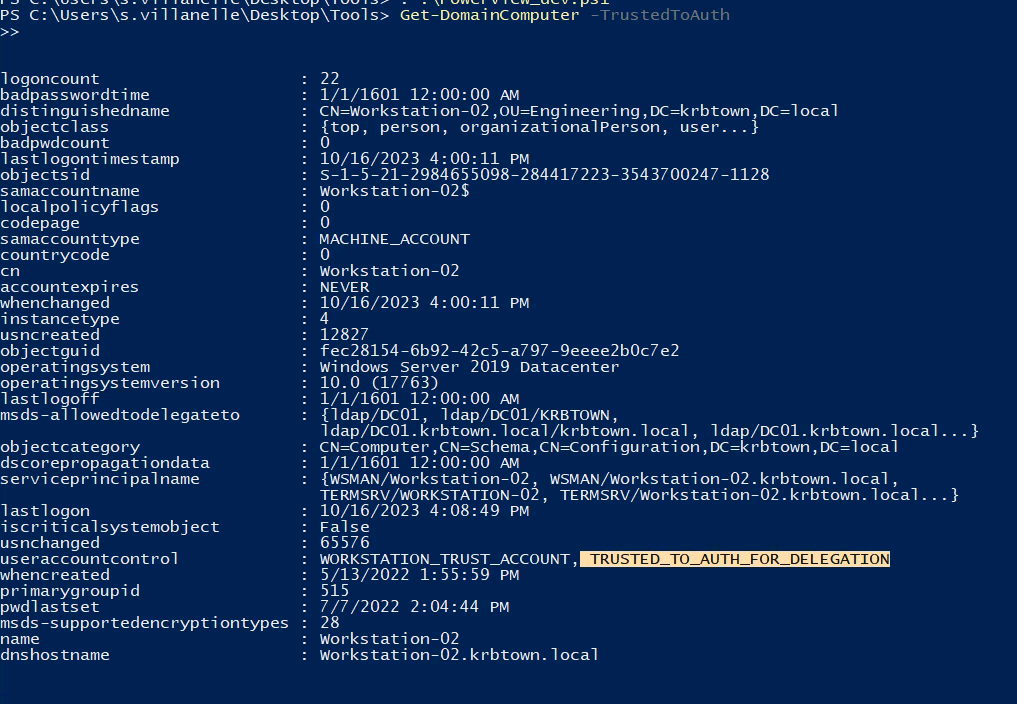 PS C:\Users\s.villanelle\Desktop\Tools> . .\PowerView_dev.ps1
PS C:\Users\s.villanelle\Desktop\Tools> Get-DomainComputer -TrustedToAuth
>>
logoncount : 22
badpasswordtime : 1/1/1601 12:00:00 AM
distinguishedname : CN=Workstation-02,OU=Engineering,DC=krbtown,DC=local
objectclass : {top, person, organizationalPerson, user...}
badpwdcount : 0
lastlogontimestamp : 10/16/2023 4:00:11 PM
objectsid : S-1-5-21-2984655098-284417223-3543700247-1128
samaccountname : Workstation-02$
localpolicyflags : 0
codepage : 0
samaccounttype : MACHINE_ACCOUNT
countrycode : 0
cn : Workstation-02
accountexpires : NEVER
whenchanged : 10/16/2023 4:00:11 PM
instancetype : 4
usncreated : 12827
objectguid : fec28154-6b92-42c5-a797-9eeee2b0c7e2
operatingsystem : Windows Server 2019 Datacenter
operatingsystemversion : 10.0 (17763)
lastlogoff : 1/1/1601 12:00:00 AM
msds-allowedtodelegateto : {ldap/DC01, ldap/DC01/KRBTOWN,
ldap/DC01.krbtown.local/krbtown.local, ldap/DC01.krbtown.local...}
objectcategory : CN=Computer,CN=Schema,CN=Configuration,DC=krbtown,DC=local
dscorepropagationdata : 1/1/1601 12:00:00 AM
serviceprincipalname : {WSMAN/Workstation-02, WSMAN/Workstation-02.krbtown.local,
TERMSRV/WORKSTATION-02, TERMSRV/Workstation-02.krbtown.local...}
lastlogon : 10/16/2023 4:08:49 PM
iscriticalsystemobject : False
usnchanged : 65576
useraccountcontrol : WORKSTATION_TRUST_ACCOUNT, TRUSTED_TO_AUTH_FOR_DELEGATION
whencreated : 5/13/2022 1:55:59 PM
primarygroupid : 515
pwdlastset : 7/7/2022 2:04:44 PM
msds-supportedencryptiontypes : 28
name : Workstation-02
dnshostname : Workstation-02.krbtown.local